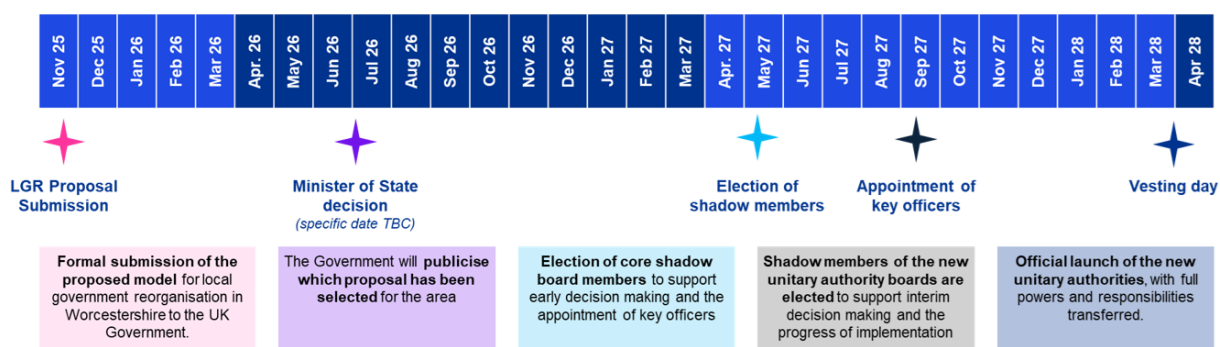 Nov 25
Dec 25
Jan 26
Feb 26
Mar 26
Apr. 26
May 26
Jun 26
Jul 26
Aug 26
Sep 26
Oct 26
Nov 26
Dec 26
Jan 27
Feb 27
Mar 27
Apr. 27
May 27
Jun 27
Jul 27
Aug 27
Sep 27
Oct 27
Nov 27
Dec 27
Jan 28
Feb 28
Mar 28
Apr 28
LGR Proposal
Submission
Minister of State
decision
(specific date TBC)
Election of
shadow members
Appointment of
key officers
Vesting day
Formal submission of the
proposed model for local
government reorganisation in
Worcestershire to the UK
Government.
The Government will publicise
which proposal has been
selected for the area
Election of core shadow
board members to support
early decision making and the
appointment of key officers
Shadow members of the new
unitary authority boards are
elected to support interim
decision making and the
progress of implementation
Official launch of the new
unitary authorities, with full
powers and responsibilities
transferred.